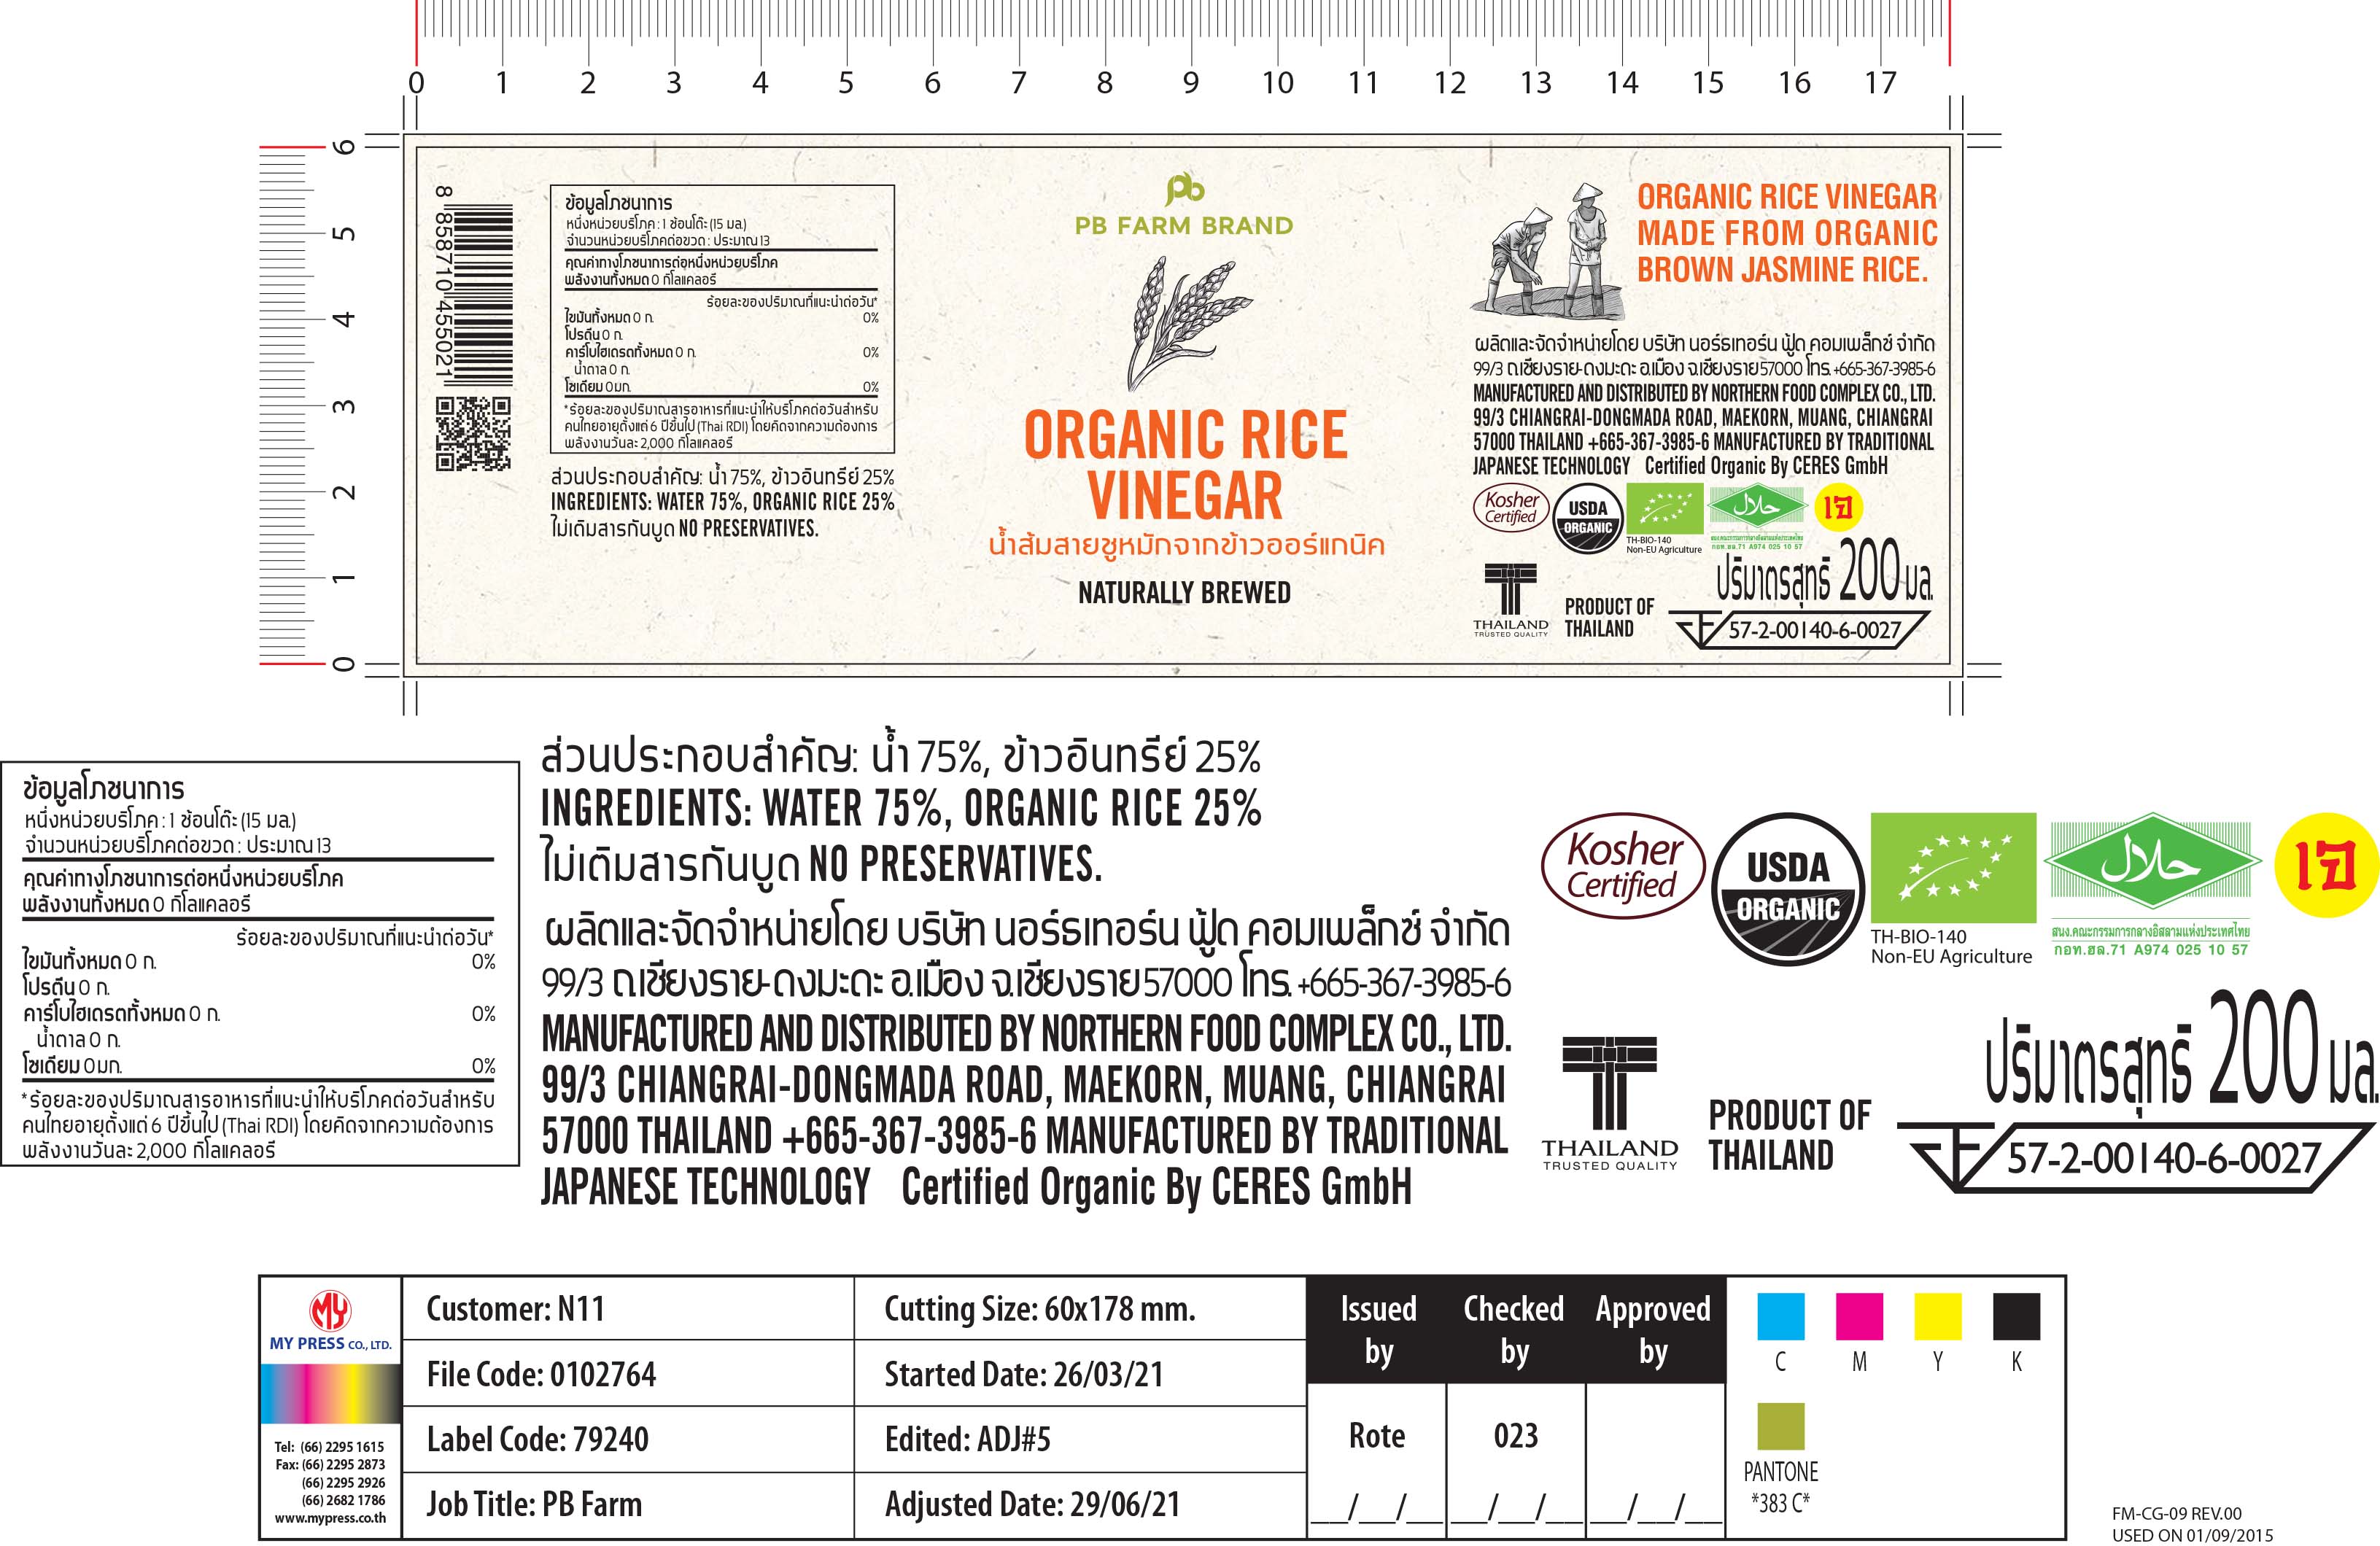 0 1 2 3 4 5 6 7 8 9 10 11 12 13 14 15 16 17
6
5
4
3
2
1
0
8 858710 455021
ข้อมูลโภชนาการ
หนึ่งหน่วยบริโภค : 1 ช้อนโต๊ะ (15 มล.)
จำนวนหน่วยบริโภคต่อขวด : ประมาณ 13
คุณค่าทางโภชนาการต่อหนึ่งหน่วยบริโภค
พลังงานทั้งหมด 0 กิโลแคลอรี
ร้อยละของปริมาณที่แนะนำต่อวัน*
ไขมันทั้งหมด 0 ก. 0%
โปรตีน 0 ก.
คาร์โบไฮเดรตทั้งหมด 0 ก. 0%
น้ำตาล 0 ก.
โซเดียม 0 มก. 0%
*ร้อยละของปริมาณสารอาหารที่แนะนำให้บริโภคต่อวันสำหรับ
คนไทยอายุตั้งแต่ 6 ปีขึ้นไป (Thai RDI) โดยคิดจากความต้องการ
พลังงานวันละ 2,000 กิโลแคลอรี
ส่วนประกอบสำคัญ: น้ำ 75%, ข้าวอินทรีย์ 25%
INGREDIENTS: WATER 75%, ORGANIC RICE 25%
ไม่เติมสารกันบูด NO PRESERVATIVES.
pb
PB FARM BRAND
ORGANIC RICE
VINEGAR
น้ำส้มสายชูหมักจากข้าวออร์แกนิค
NATURALLY BREWED
ORGANIC RICE VINEGAR
MADE FROM ORGANIC
BROWN JASMINE RICE.
ผลิตและจัดจำหน่ายโดย บริษัท นอร์ธเทอร์น ฟู้ด คอมเพล็กซ์ จำกัด
99/3 ถ.เชียงราย-ดงมะดะ อ.เมือง จ.เชียงราย 57000 โทร. +665-367-3985-6
MANUFACTURED AND DISTRIBUTED BY NORTHERN FOOD COMPLEX CO., LTD.
99/3 CHIANGRAI-DONGMADA ROAD, MAEKORN, MUANG, CHIANGRAI
57000 THAILAND +665-367-3985-6 MANUFACTURED BY TRADITIONAL
JAPANESE TECHNOLOGY Certified Organic By CERES GmbH
Kosher
Certified
USDA
ORGANIC
TH-BIO-140
Non-EU Agriculture
حلال
สนง.คณะกรรมการกลางอิสลามแห่งประเทศไทย
กอท.ฮล.71 A974 025 10 57
เจ
THAILAND
TRUSTED QUALITY
PRODUCT OF
THAILAND
ปริมาตรสุทธิ 200 มล.
57-2-00140-6-0027
ข้อมูลโภชนาการ
หนึ่งหน่วยบริโภค : 1 ช้อนโต๊ะ (15 มล.)
จำนวนหน่วยบริโภคต่อขวด : ประมาณ 13
คุณค่าทางโภชนาการต่อหนึ่งหน่วยบริโภค
พลังงานทั้งหมด 0 กิโลแคลอรี
ร้อยละของปริมาณที่แนะนำต่อวัน*
ไขมันทั้งหมด 0 ก. 0%
โปรตีน 0 ก.
คาร์โบไฮเดรตทั้งหมด 0 ก. 0%
น้ำตาล 0 ก.
โซเดียม 0 มก. 0%
*ร้อยละของปริมาณสารอาหารที่แนะนำให้บริโภคต่อวันสำหรับ
คนไทยอายุตั้งแต่ 6 ปีขึ้นไป (Thai RDI) โดยคิดจากความต้องการ
พลังงานวันละ 2,000 กิโลแคลอรี
ส่วนประกอบสำคัญ: น้ำ 75%, ข้าวอินทรีย์ 25%
INGREDIENTS: WATER 75%, ORGANIC RICE 25%
ไม่เติมสารกันบูด NO PRESERVATIVES.
ผลิตและจัดจำหน่ายโดย บริษัท นอร์ธเทอร์น ฟู้ด คอมเพล็กซ์ จำกัด
99/3 ถ.เชียงราย-ดงมะดะ อ.เมือง จ.เชียงราย 57000 โทร. +665-367-3985-6
MANUFACTURED AND DISTRIBUTED BY NORTHERN FOOD COMPLEX CO., LTD.
99/3 CHIANGRAI-DONGMADA ROAD, MAEKORN, MUANG, CHIANGRAI
57000 THAILAND +665-367-3985-6 MANUFACTURED BY TRADITIONAL
JAPANESE TECHNOLOGY Certified Organic By CERES GmbH
Kosher
Certified
USDA
ORGANIC
TH-BIO-140
Non-EU Agriculture
حلال
สนง.คณะกรรมการกลางอิสลามแห่งประเทศไทย
กอท.ฮล.71 A974 025 10 57
เจ
THAILAND
TRUSTED QUALITY
PRODUCT OF
THAILAND
ปริมาตรสุทธิ 200 มล.
57-2-00140-6-0027
MY
MY PRESS CO., LTD.
Tel: (66) 2295 1615
Fax: (66) 2295 2873
(66) 2295 2926
(66) 2682 1786
www.mypress.co.th
Customer: N11
File Code: 0102764
Label Code: 79240
Job Title: PB Farm
Cutting Size: 60x178 mm.
Started Date: 26/03/21
Edited: ADJ#5
Adjusted Date: 29/06/21
Issued by
Checked by
Approved by
Rote
023
__/__/__ __/__/__ __/__/__
C M Y K
PANTONE
*383 C*
FM-CG-09 REV.00
USED ON 01/09/2015